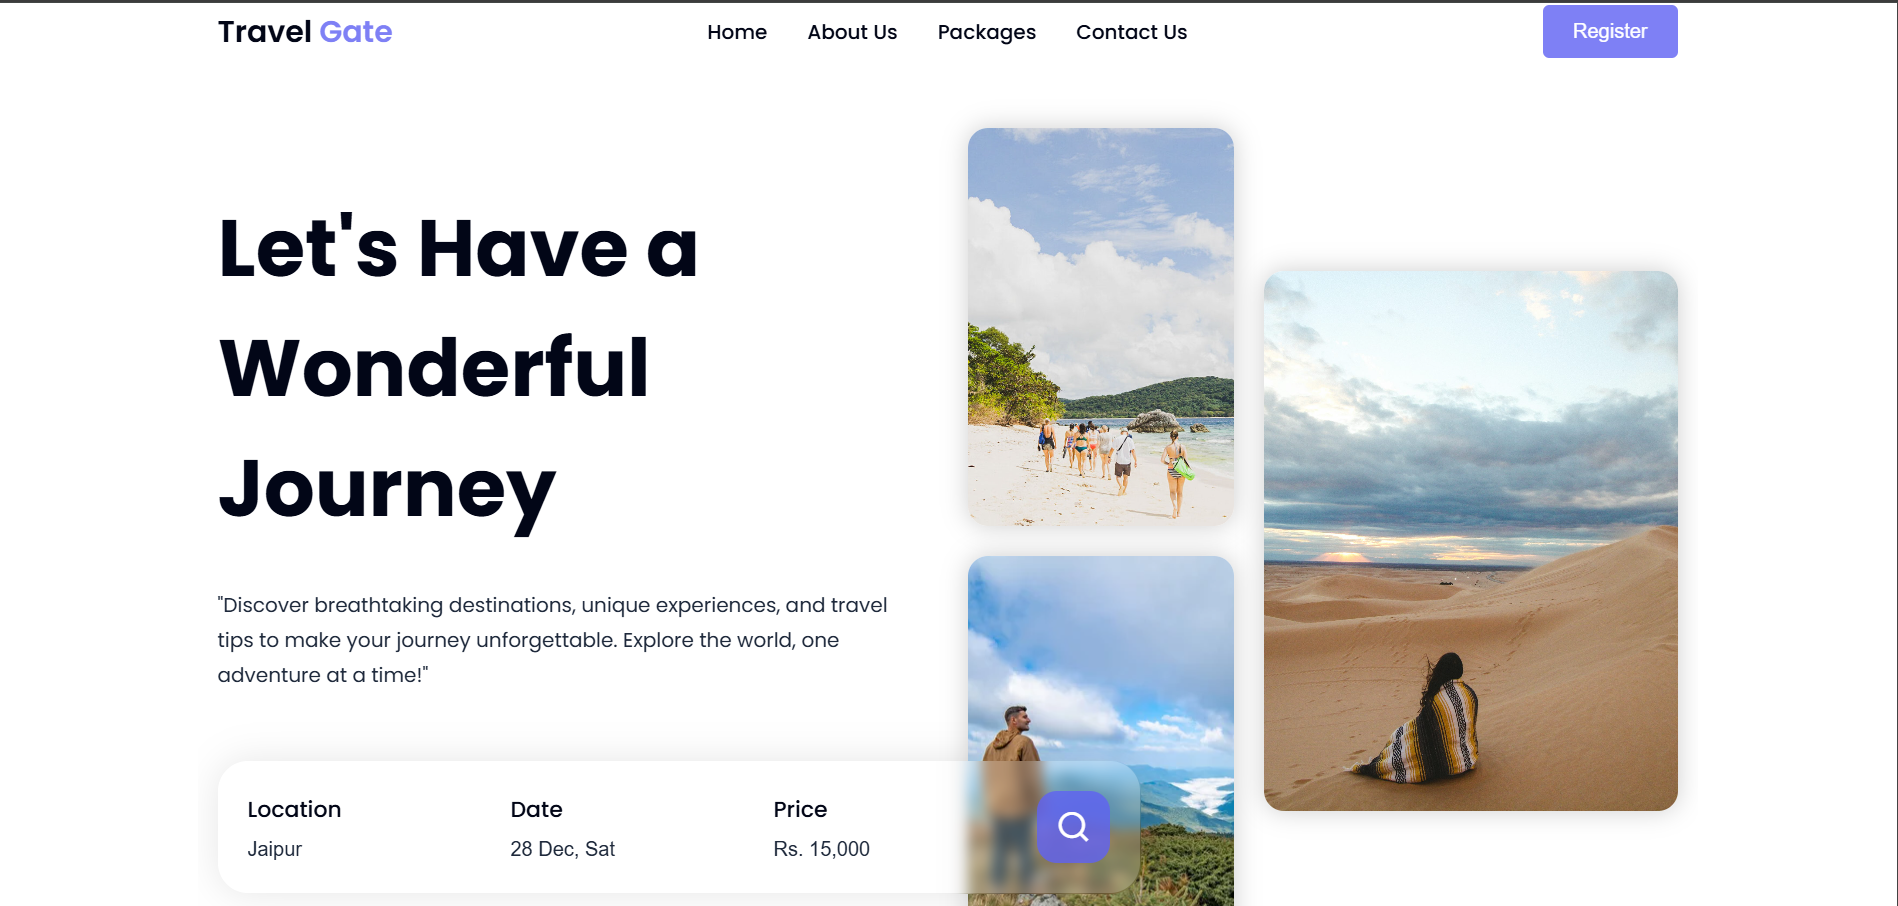 Travel Gate
Home About Us Packages Contact Us
Register
Let's Have a
Wonderful
Journey
"Discover breathtaking destinations, unique experiences, and travel
tips to make your journey unforgettable. Explore the world, one
adventure at a time!"
Location Date Price
Jaipur 28 Dec, Sat Rs. 15,000